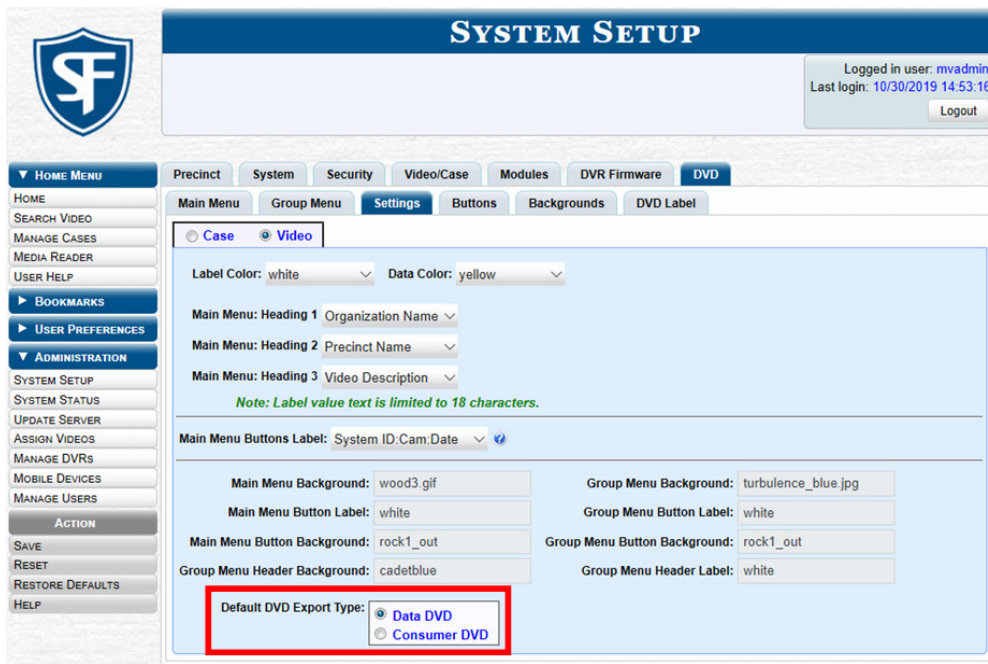 SYSTEM SETUP
SF
Logged in user: mvadmin
Last login: 10/30/2019 14:53:16
Logout
HOME MENU
HOME
SEARCH VIDEO
MANAGE CASES
MEDIA READER
USER HELP
BOOKMARKS
USER PREFERENCES
ADMINISTRATION
SYSTEM SETUP
SYSTEM STATUS
UPDATE SERVER
ASSIGN VIDEOS
MANAGE DVRS
MOBILE DEVICES
MANAGE USERS
ACTION
SAVE
RESET
RESTORE DEFAULTS
HELP
Precinct System Security Video/Case Modules DVR Firmware DVD
Main Menu Group Menu Settings Buttons Backgrounds DVD Label
Case Video
Label Color: white Data Color: yellow
Main Menu: Heading 1 Organization Name
Main Menu: Heading 2 Precinct Name
Main Menu: Heading 3 Video Description
Note: Label value text is limited to 18 characters.
Main Menu Buttons Label: System ID:Cam:Date ?
Main Menu Background: wood3.gif Group Menu Background: turbulence_blue.jpg
Main Menu Button Label: white Group Menu Button Label: white
Main Menu Button Background: rock1_out Group Menu Button Background: rock1_out
Group Menu Header Background: cadetblue Group Menu Header Label: white
Default DVD Export Type: Data DVD
Consumer DVD